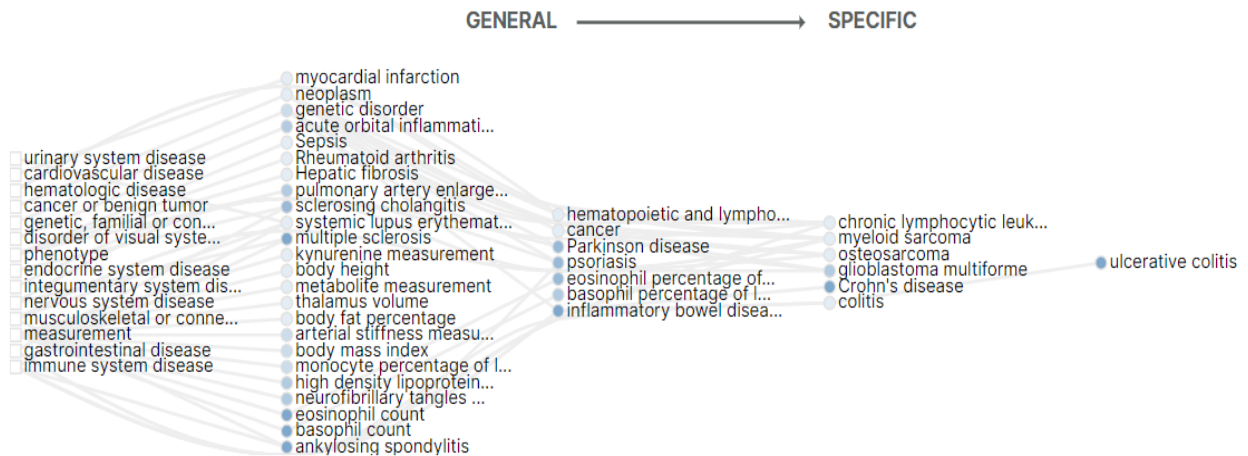 GENERAL
SPECIFIC
urinary system disease
cardiovascular disease
hematologic disease
cancer or benign tumor
genetic, familial or con...
disorder of visual syste...
phenotype
endocrine system disease
integumentary system dis...
nervous system disease
musculoskeletal or conne...
measurement
gastrointestinal disease
immune system disease
myocardial infarction
neoplasm
genetic disorder
acute orbital inflammati...
Sepsis
Rheumatoid arthritis
Hepatic fibrosis
pulmonary artery enlarge...
sclerosing cholangitis
systemic lupus erythemat...
multiple sclerosis
kynurenine measurement
body height
metabolite measurement
thalamus volume
body fat percentage
arterial stiffness measu...
body mass index
monocyte percentage of l...
high density lipoprotein...
neurofibrillary tangles ...
eosinophil count
basophil count
ankylosing spondylitis
hematopoietic and lympho...
cancer
Parkinson disease
psoriasis
eosinophil percentage of...
basophil percentage of l...
inflammatory bowel disea...
chronic lymphocytic leuk...
myeloid sarcoma
osteosarcoma
glioblastoma multiforme
Crohn's disease
colitis
ulcerative colitis